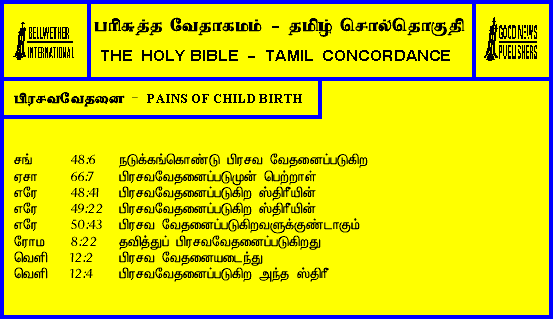 BELLWETHER
INTERNATIONAL
பரிசுத்த வேதாகமம் - தமிழ் சொல்தொகுதி
THE HOLY BIBLE - TAMIL CONCORDANCE
GOOD NEWS
PUBLISHERS
பிரசவவேதனை - PAINS OF CHILD BIRTH
சங் 48:6 நடுக்கங்கொண்டு பிரசவ வேதனைப்படுகிற
ஏசா 66:7 பிரசவவேதனைப்படுமுன் பெற்றாள்
எரே 48:41 பிரசவவேதனைப்படுகிற ஸ்திரீயின்
எரே 49:22 பிரசவவேதனைப்படுகிற ஸ்திரீயின்
எரே 50:43 பிரசவ வேதனைப்படுகிறவளுக்குண்டாகும்
ரோம 8:22 தவித்துப் பிரசவவேதனைப்படுகிறது
வெளி 12:2 பிரசவ வேதனையடைந்து
வெளி 12:4 பிரசவவேதனைப்படுகிற அந்த ஸ்திரீ